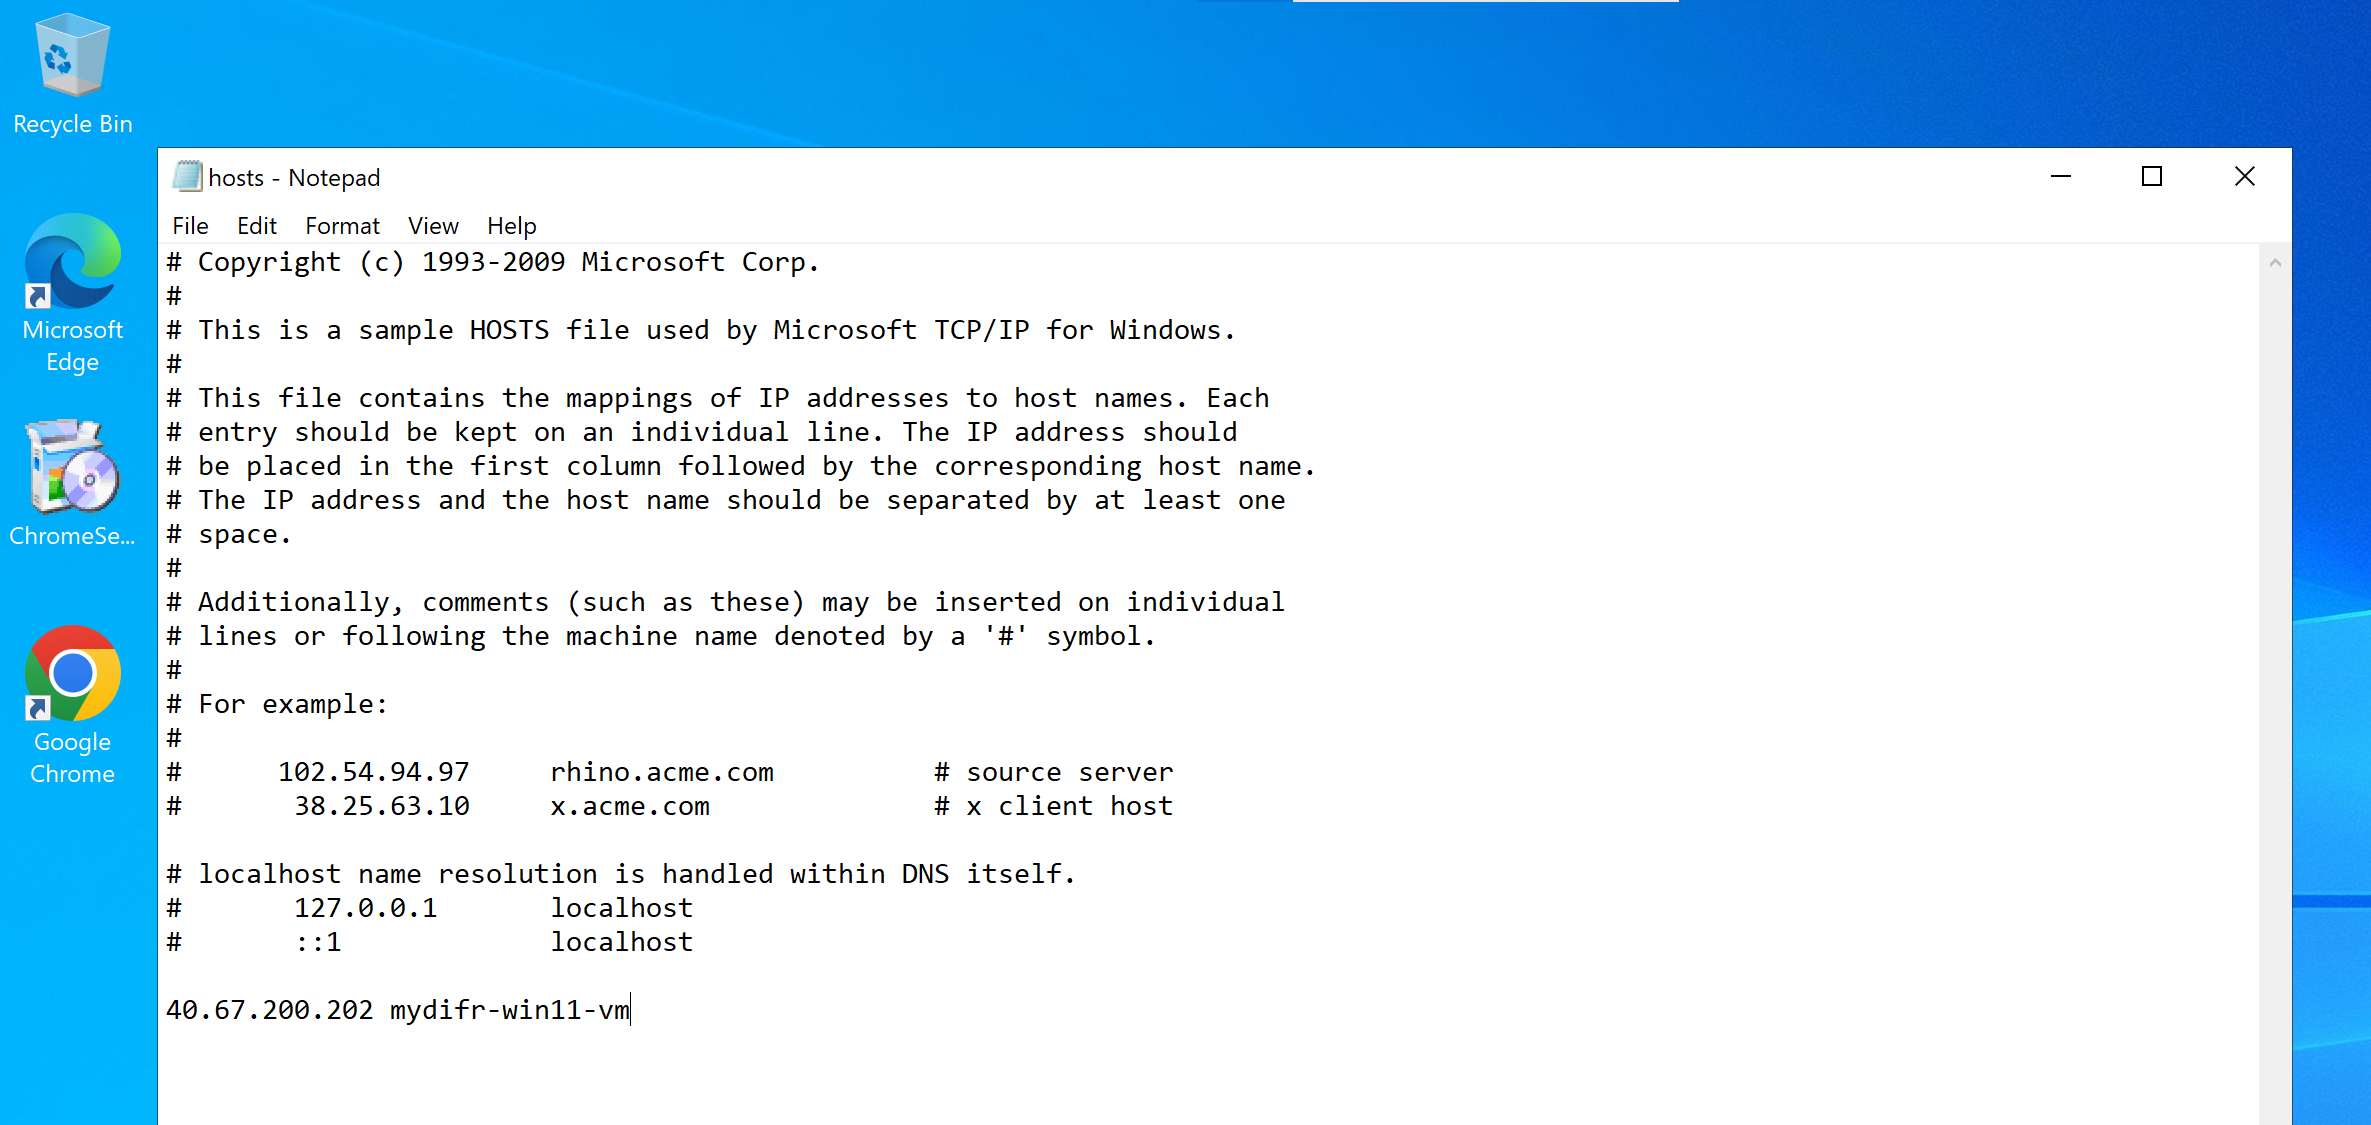 Recycle Bin
Microsoft
Edge
ChromeSe...
Google
Chrome
hosts - Notepad
File Edit Format View Help
# Copyright (c) 1993-2009 Microsoft Corp.
#
# This is a sample HOSTS file used by Microsoft TCP/IP for Windows.
#
# This file contains the mappings of IP addresses to host names. Each
# entry should be kept on an individual line. The IP address should
# be placed in the first column followed by the corresponding host name.
# The IP address and the host name should be separated by at least one
# space.
#
# Additionally, comments (such as these) may be inserted on individual
# lines or following the machine name denoted by a '#' symbol.
#
# For example:
#
#      102.54.94.97     rhino.acme.com          # source server
#       38.25.63.10     x.acme.com              # x client host

# localhost name resolution is handled within DNS itself.
#       127.0.0.1       localhost
#       ::1             localhost

40.67.200.202 mydifr-win11-vm